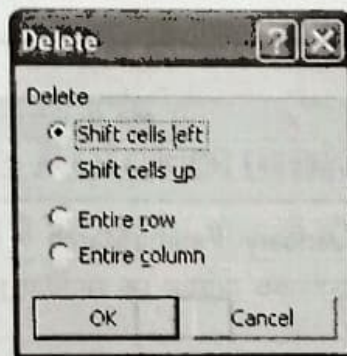 Delete
Delete
Shift cells left
Shift cells up
Entire row
Entire column
OK
Cancel